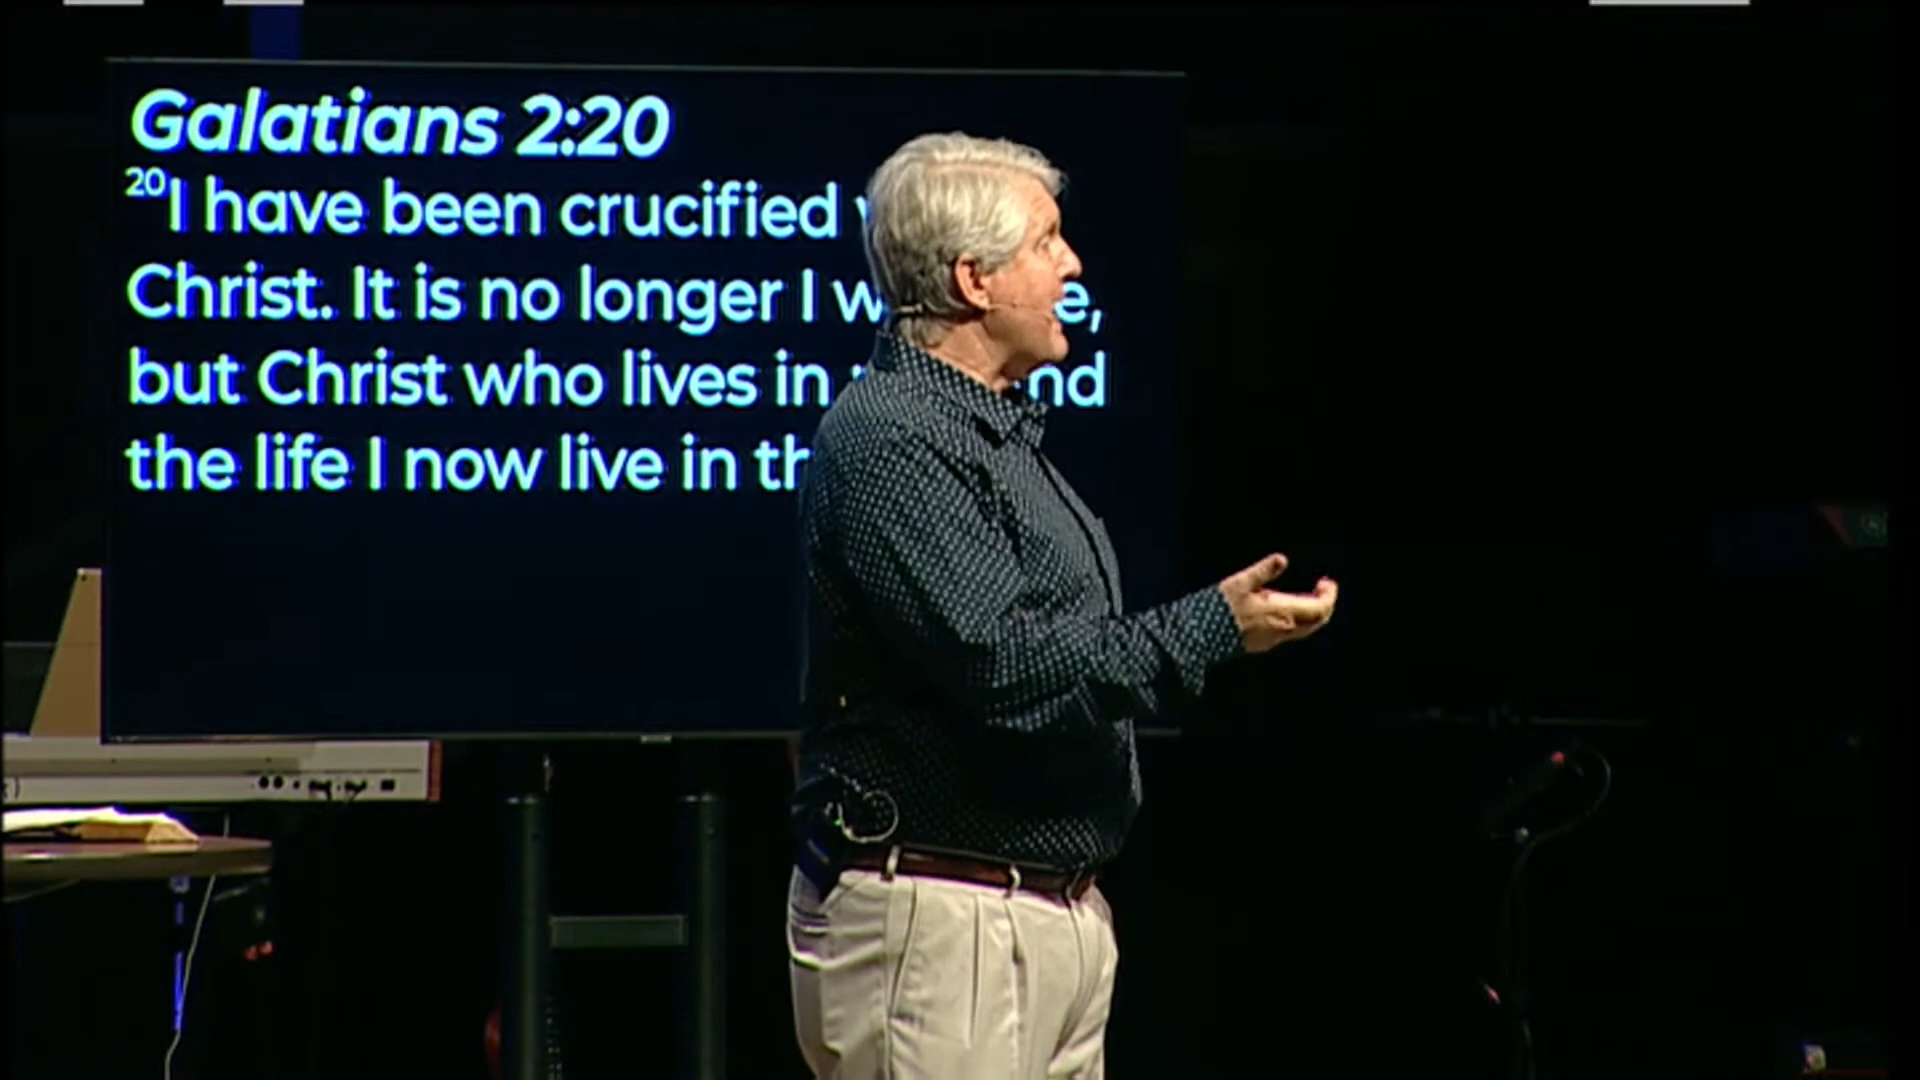 Galatians 2:20
20I have been crucified
Christ. It is no longer I
but Christ who lives in
the life I now live in